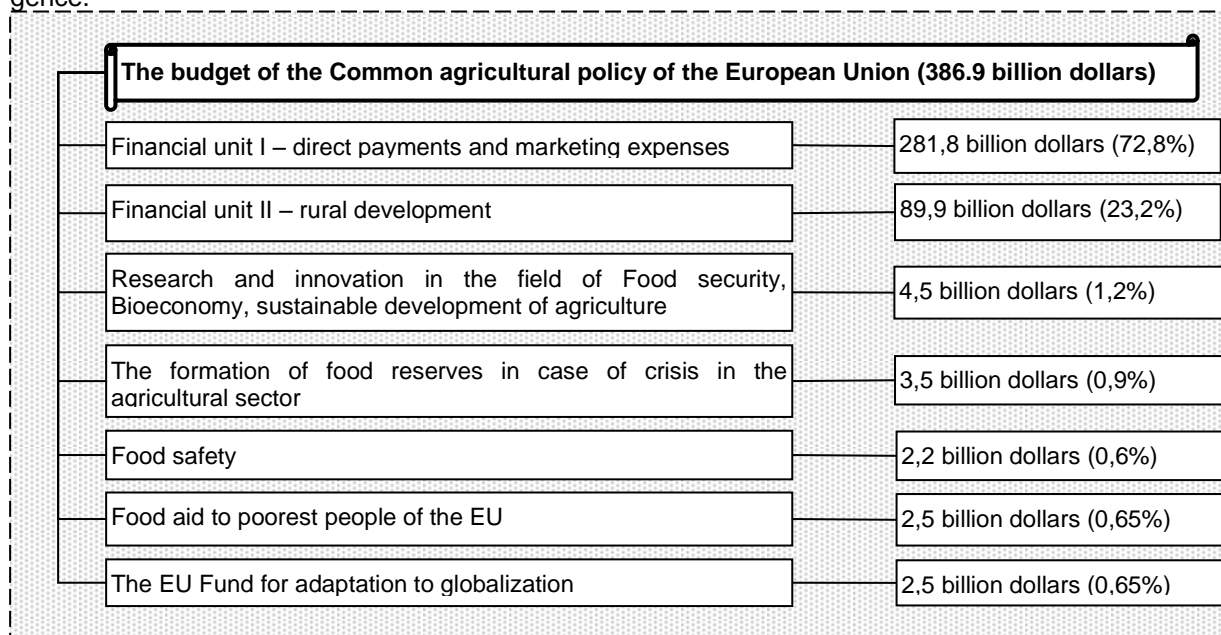 gence.
The budget of the Common agricultural policy of the European Union (386.9 billion dollars)
Financial unit I – direct payments and marketing expenses
281,8 billion dollars (72,8%)
Financial unit II – rural development
89,9 billion dollars (23,2%)
Research and innovation in the field of Food security,
Bioeconomy, sustainable development of agriculture
4,5 billion dollars (1,2%)
The formation of food reserves in case of crisis in the
agricultural sector
3,5 billion dollars (0,9%)
Food safety
2,2 billion dollars (0,6%)
Food aid to poorest people of the EU
2,5 billion dollars (0,65%)
The EU Fund for adaptation to globalization
2,5 billion dollars (0,65%)